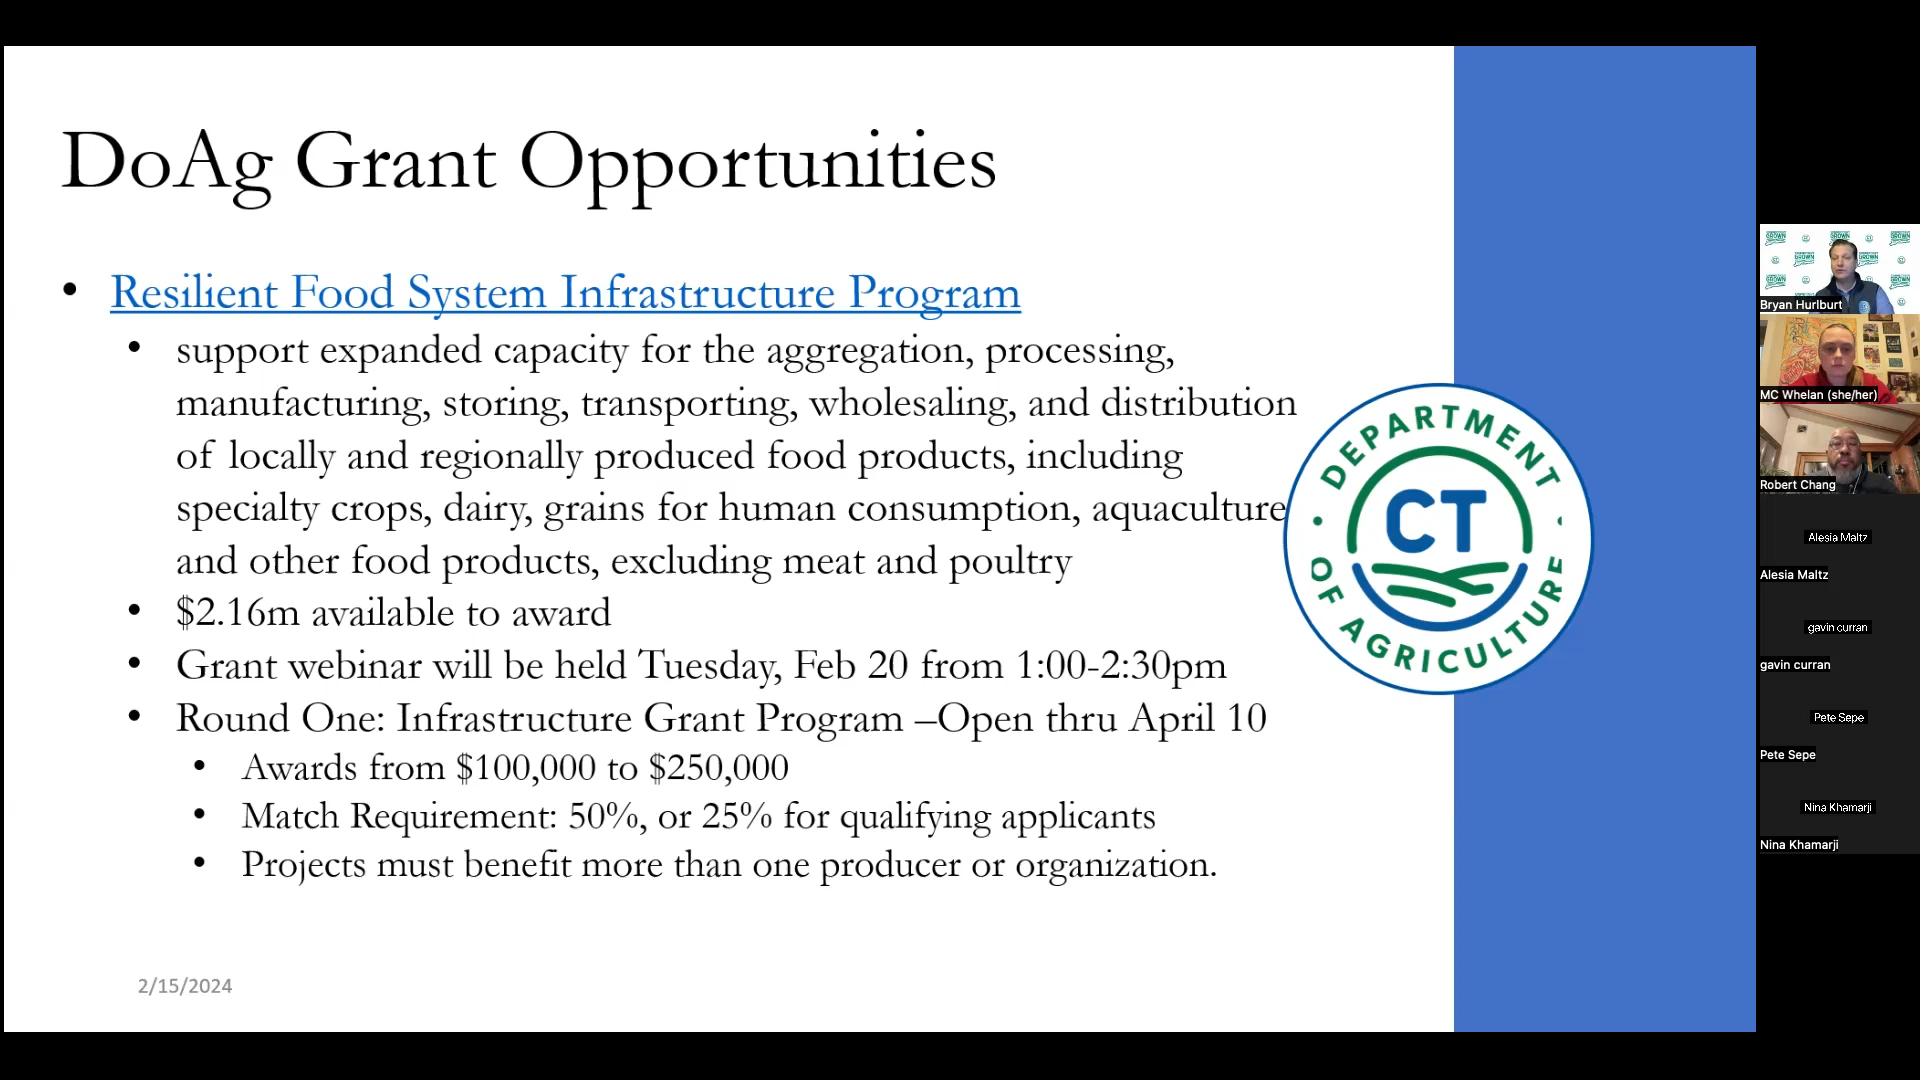 DoAg Grant Opportunities
• Resilient Food System Infrastructure Program
• support expanded capacity for the aggregation, processing,
manufacturing, storing, transporting, wholesaling, and distribution
of locally and regionally produced food products, including
specialty crops, dairy, grains for human consumption, aquaculture
and other food products, excluding meat and poultry
• $2.16m available to award
• Grant webinar will be held Tuesday, Feb 20 from 1:00-2:30pm
• Round One: Infrastructure Grant Program –Open thru April 10
• Awards from $100,000 to $250,000
• Match Requirement: 50%, or 25% for qualifying applicants
• Projects must benefit more than one producer or organization.
2/15/2024
• DEPARTMENT •
OF AGRICULTURE
CT
Bryan Hurlburt
MC Whelan (she/her)
Robert Chang
Alesia Maltz
Alesia Maltz
gavin curran
gavin curran
Pete Sepe
Pete Sepe
Nina Khamarji
Nina Khamarji